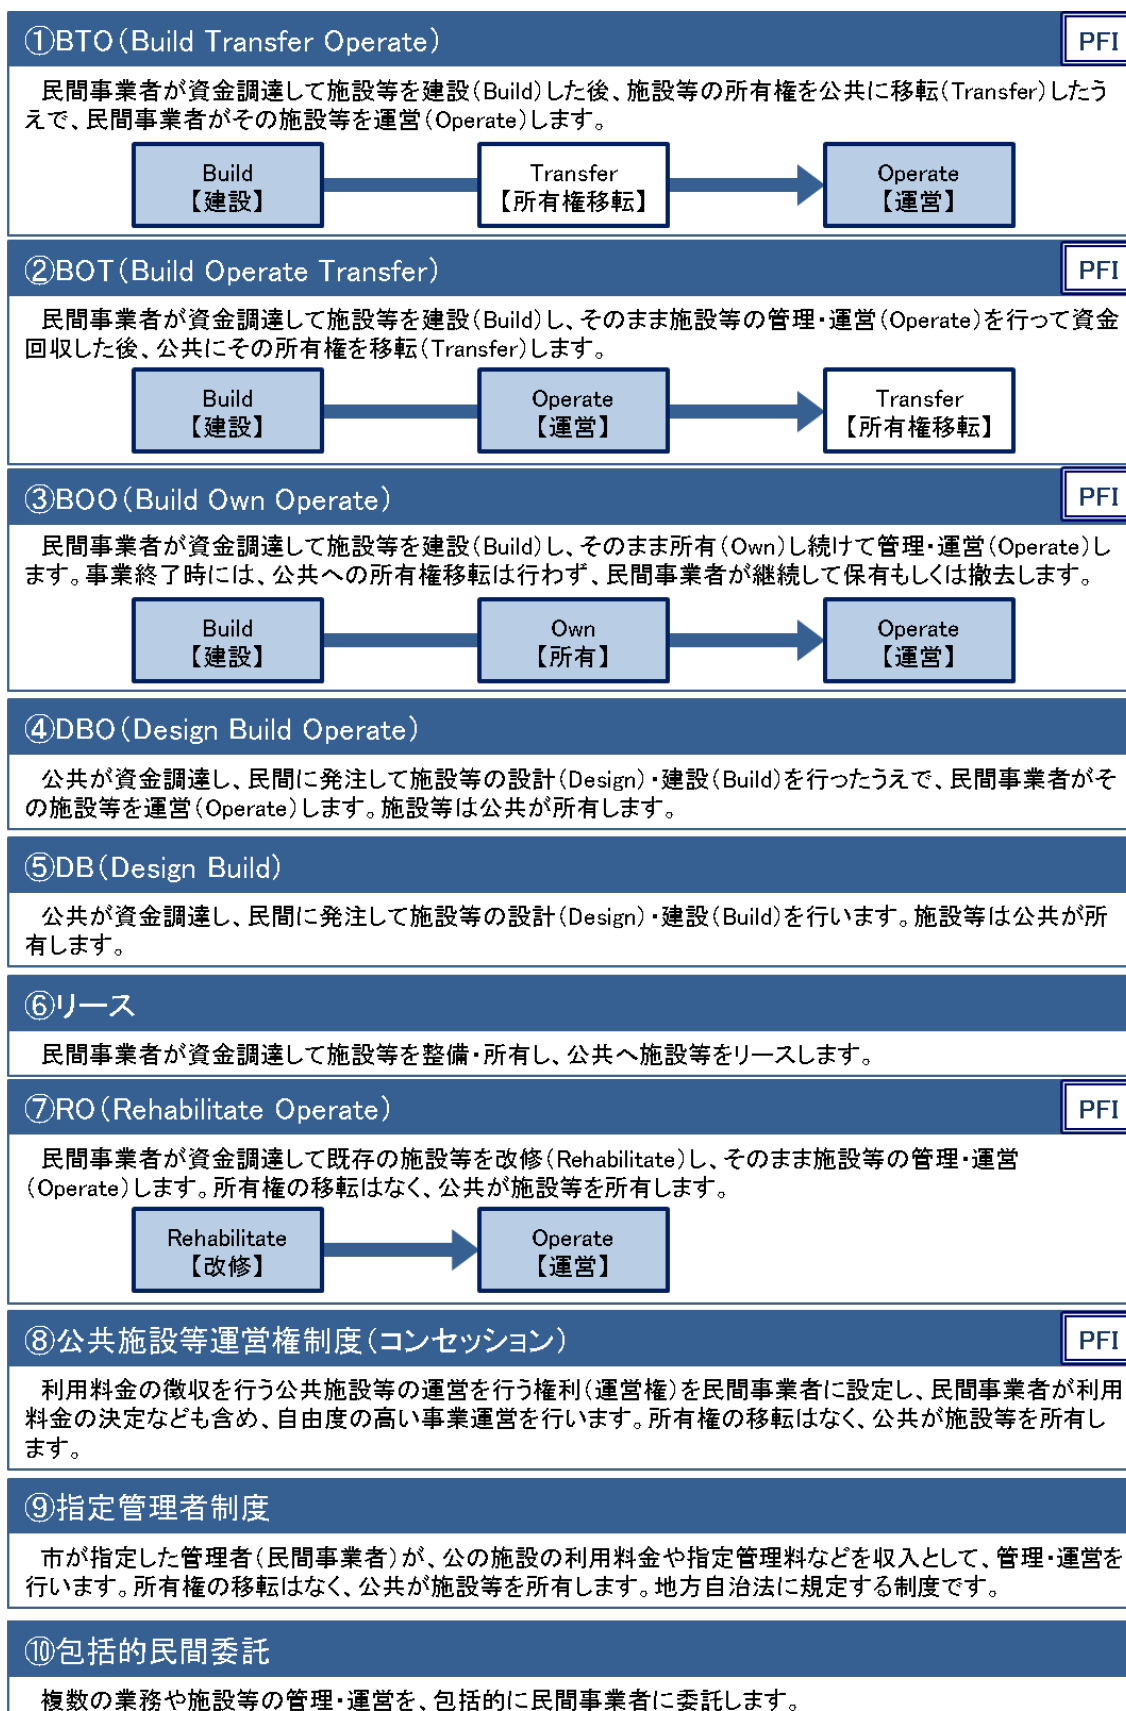 ①BTO(Build Transfer Operate)
PFI
民間事業者が資金調達して施設等を建設(Build)した後、施設等の所有権を公共に移転(Transfer)したう
えで、民間事業者がその施設等を運営(Operate)します。
Build
【建設】
Transfer
【所有権移転】
Operate
【運営】
②BOT(Build Operate Transfer)
PFI
民間事業者が資金調達して施設等を建設(Build)し、そのまま施設等の管理・運営(Operate)を行って資金
回収した後、公共にその所有権を移転(Transfer)します。
Build
【建設】
Operate
【運営】
Transfer
【所有権移転】
③BOO(Build Own Operate)
PFI
民間事業者が資金調達して施設等を建設(Build)し、そのまま所有(Own)し続けて管理・運営(Operate)し
ます。事業終了時には、公共への所有権移転は行わず、民間事業者が継続して保有もしくは撤去します。
Build
【建設】
Own
【所有】
Operate
【運営】
④DBO(Design Build Operate)
公共が資金調達し、民間に発注して施設等の設計(Design)・建設(Build)を行ったうえで、民間事業者がそ
の施設等を運営(Operate)します。施設等は公共が所有します。
⑤DB(Design Build)
公共が資金調達し、民間に発注して施設等の設計(Design)・建設(Build)を行います。施設等は公共が所
有します。
⑥リース
民間事業者が資金調達して施設等を整備・所有し、公共へ施設等をリースします。
⑦RO(Rehabilitate Operate)
PFI
民間事業者が資金調達して既存の施設等を改修(Rehabilitate)し、そのまま施設等の管理・運営
(Operate)します。所有権の移転はなく、公共が施設等を所有します。
Rehabilitate
【改修】
Operate
【運営】
⑧公共施設等運営権制度(コンセッション)
PFI
利用料金の徴収を行う公共施設等の運営を行う権利(運営権)を民間事業者に設定し、民間事業者が利用
料金の決定なども含め、自由度の高い事業運営を行います。所有権の移転はなく、公共が施設等を所有し
ます。
⑨指定管理者制度
市が指定した管理者(民間事業者)が、公の施設の利用料金や指定管理料などを収入として、管理・運営を
行います。所有権の移転はなく、公共が施設等を所有します。地方自治法に規定する制度です。
⑩包括的民間委託
複数の業務や施設等の管理・運営を、包括的に民間事業者に委託します。